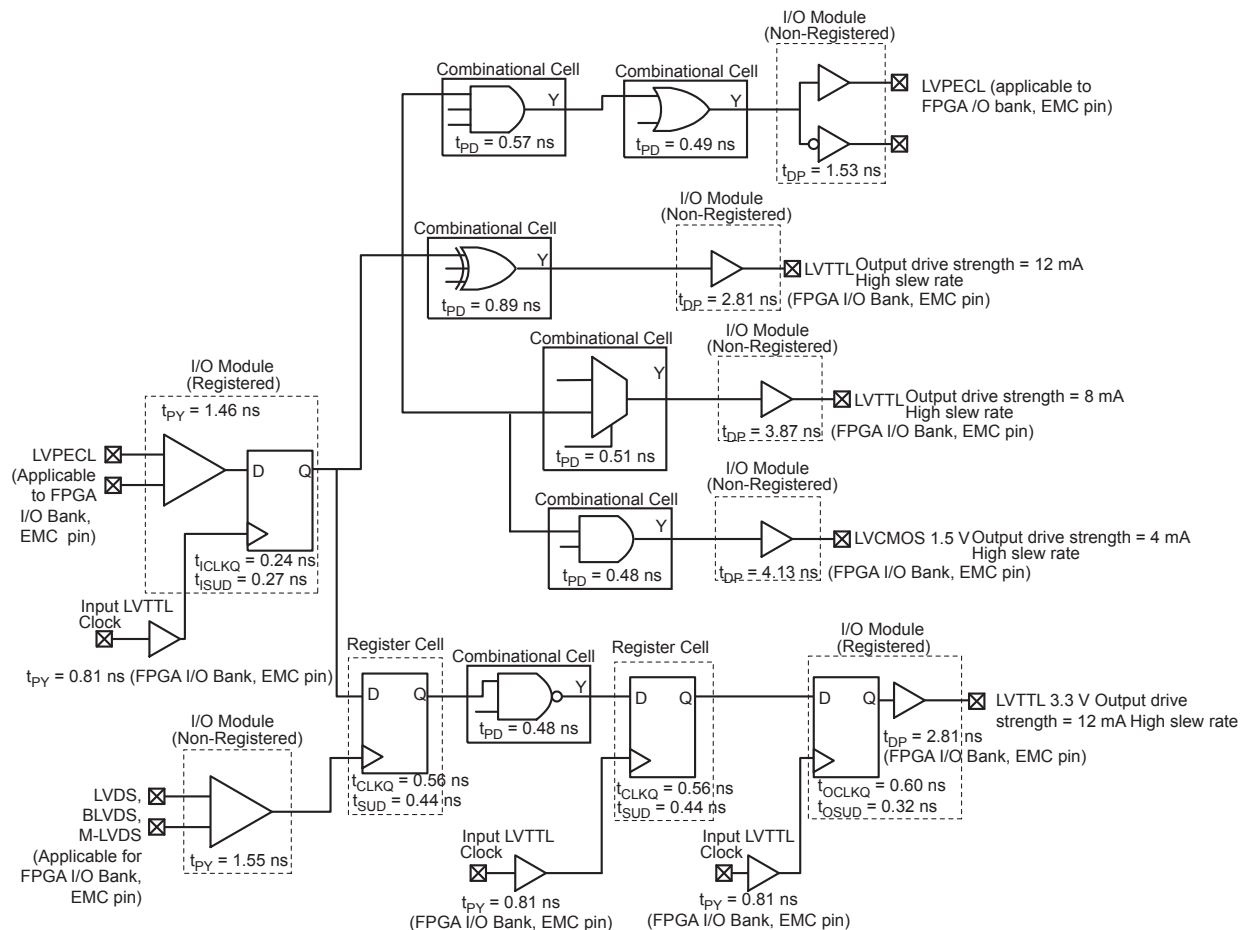 I/O Module
(Non-Registered)
Combinational Cell
Y
tPD = 0.57 ns
Combinational Cell
Y
tPD = 0.49 ns
tDP = 1.53 ns
LVPECL (applicable to
FPGA /O bank, EMC pin)
Combinational Cell
Y
tPD = 0.89 ns
I/O Module
(Non-Registered)
tDP = 2.81 ns
LVTTL Output drive strength = 12 mA
High slew rate
(FPGA I/O Bank, EMC pin)
Combinational Cell
Y
tPD = 0.51 ns
I/O Module
(Non-Registered)
tDP = 3.87 ns
LVTTL Output drive strength = 8 mA
High slew rate
(FPGA I/O Bank, EMC pin)
Combinational Cell
Y
tPD = 0.48 ns
I/O Module
(Non-Registered)
tDP = 4.13 ns
LVCMOS 1.5 V Output drive strength = 4 mA
High slew rate
(FPGA I/O Bank, EMC pin)
I/O Module
(Registered)
tPY = 1.46 ns
LVPECL
(Applicable
to FPGA
I/O Bank,
EMC pin)
D Q
tICLKQ = 0.24 ns
tISUD = 0.27 ns
Input LVTTL
Clock
tPY = 0.81 ns (FPGA I/O Bank, EMC pin)
I/O Module
(Non-Registered)
LVDS,
BLVDS,
M-LVDS
(Applicable for
FPGA I/O Bank,
EMC pin)
tPY = 1.55 ns
Register Cell
D Q
tCLKQ = 0.56 ns
tSUD = 0.44 ns
Combinational Cell
Y
tPD = 0.48 ns
Register Cell
D Q
tCLKQ = 0.56 ns
tSUD = 0.44 ns
Input LVTTL
Clock
tPY = 0.81 ns
(FPGA I/O Bank, EMC pin)
I/O Module
(Registered)
D Q
tDP = 2.81 ns
(FPGA I/O Bank, EMC pin)
tOCLKQ = 0.60 ns
tOSUD = 0.32 ns
LVTTL 3.3 V Output drive
strength = 12 mA High slew rate
Input LVTTL
Clock
tPY = 0.81 ns
(FPGA I/O Bank, EMC pin)